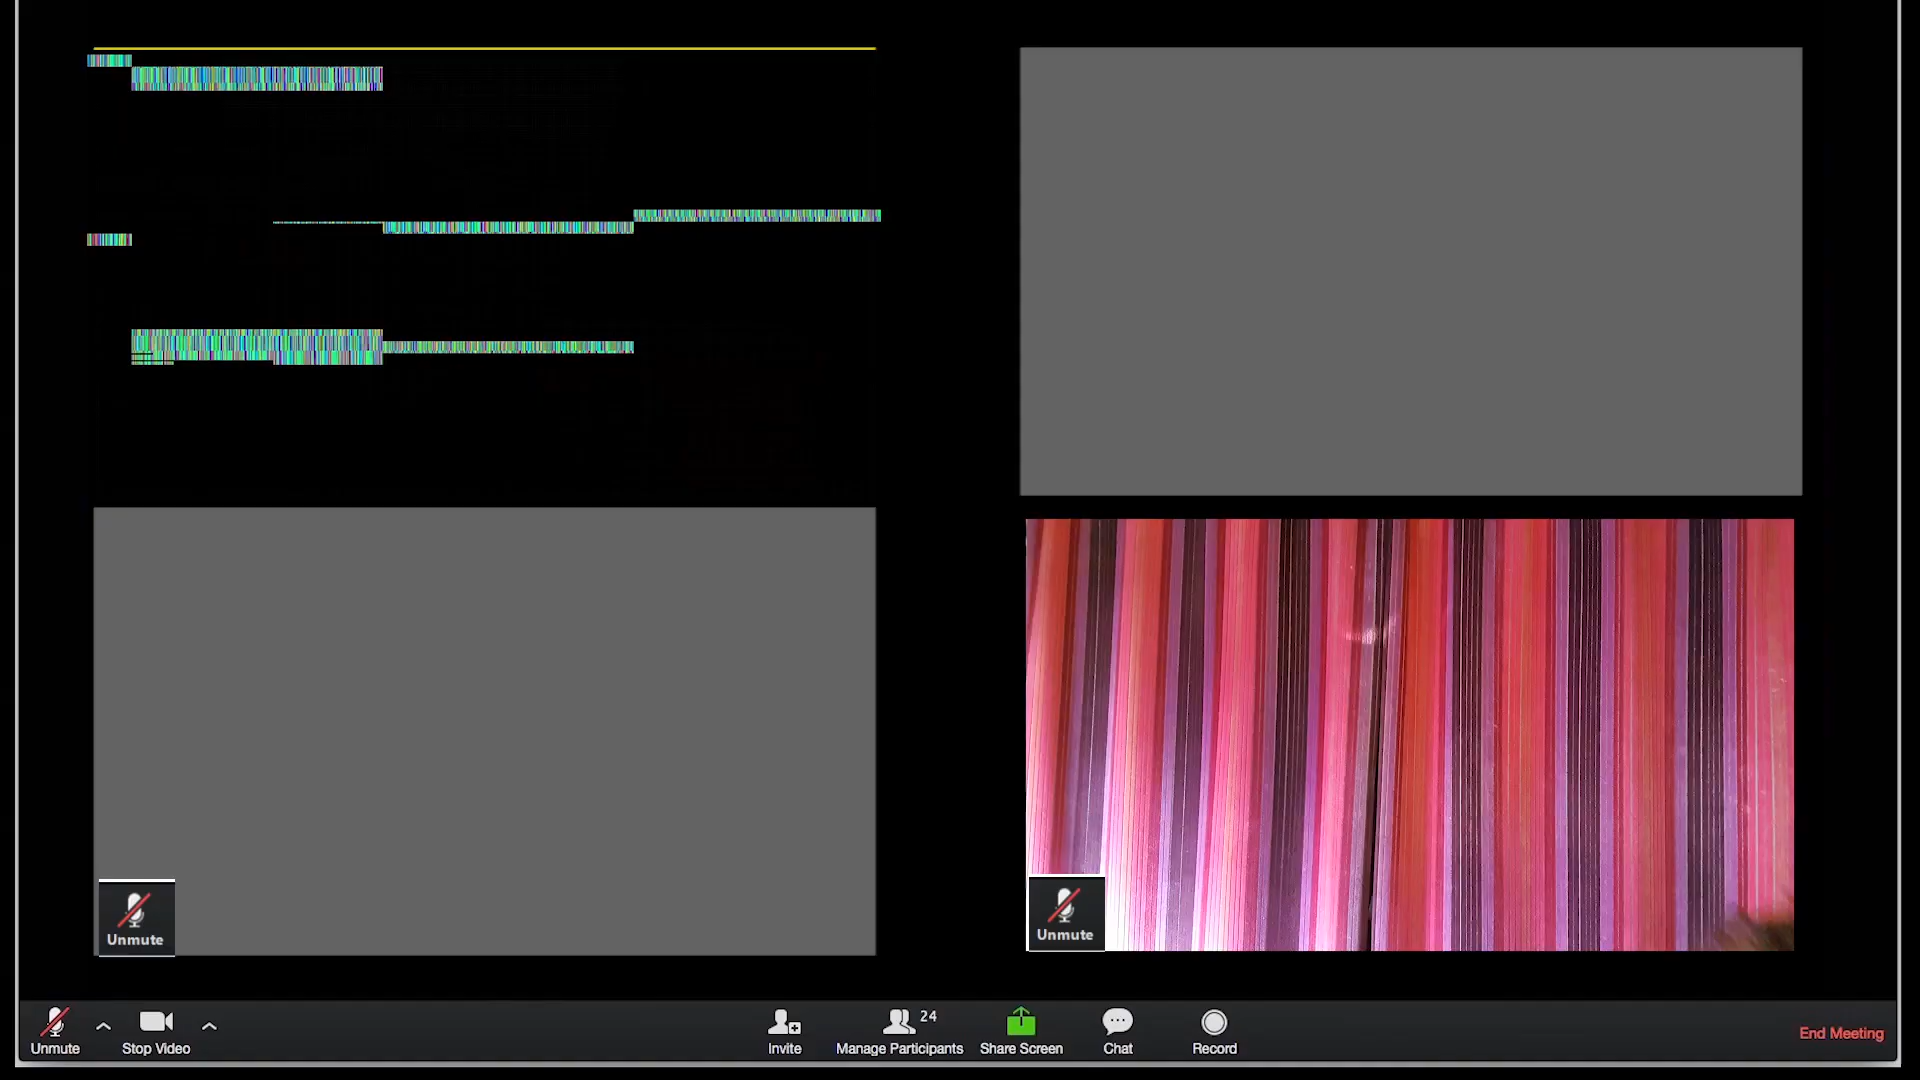 Unmute
Unmute
Unmute
Stop Video
Invite
24
Manage Participants
Share Screen
Chat
Record
End Meeting